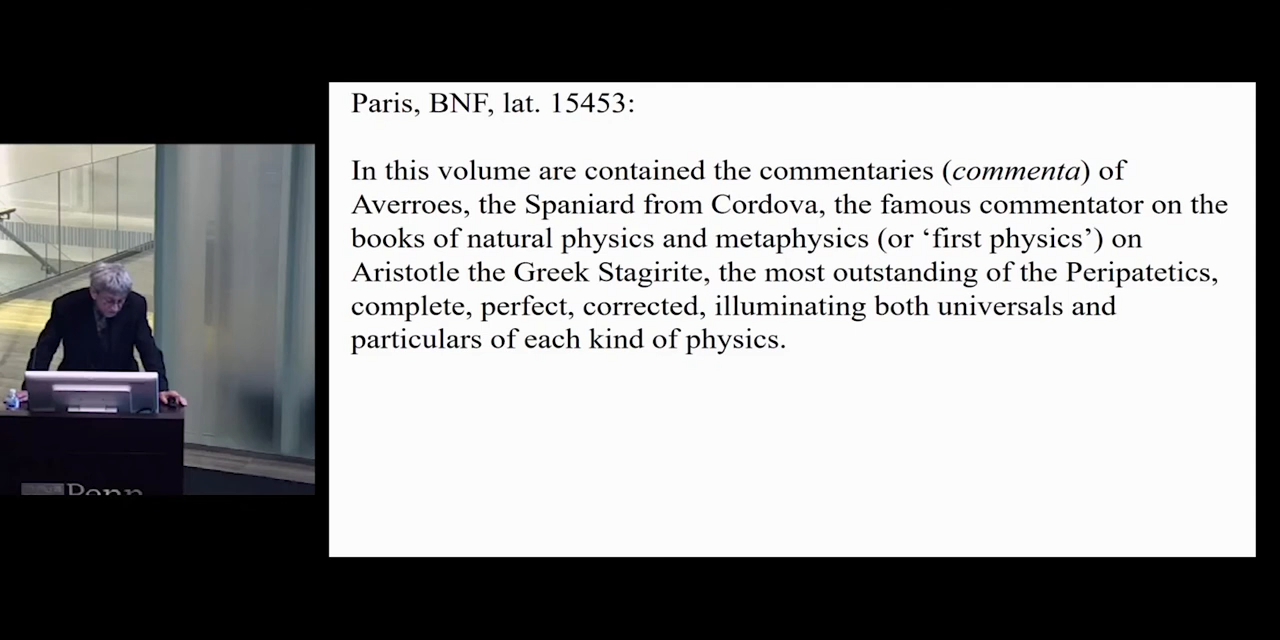 Paris, BNF, lat. 15453:
In this volume are contained the commentaries (commenta) of
Averroes, the Spaniard from Cordova, the famous commentator on the
books of natural physics and metaphysics (or ‘first physics’) on
Aristotle the Greek Stagirite, the most outstanding of the Peripatetics,
complete, perfect, corrected, illuminating both universals and
particulars of each kind of physics.
Penn